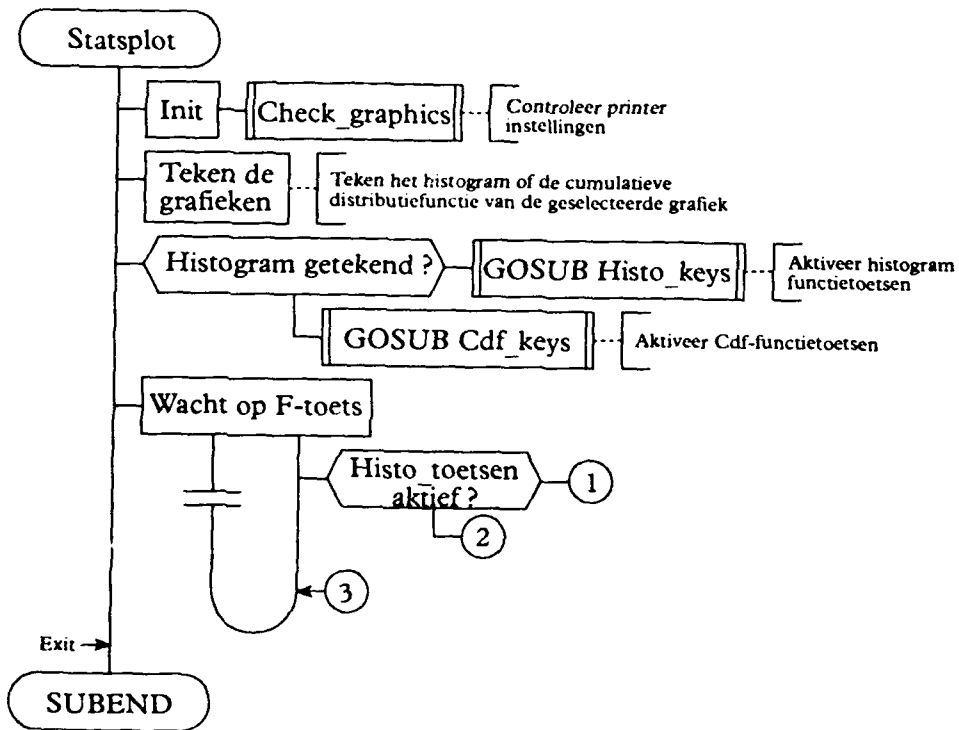 Statsplot
Init
Check_graphics
Controleer printer
instellingen
Teken de
grafieken
Teken het histogram of de cumulatieve
distributiefunctie van de geselecteerde grafiek
Histogram getekend ?
GOSUB Histo_keys
Aktiveer histogram
functietoetsen
GOSUB Cdf_keys
Aktiveer Cdf-functietoetsen
Wacht op F-toets
Histo_toetsen
aktief ?
1
2
3
Exit
SUBEND